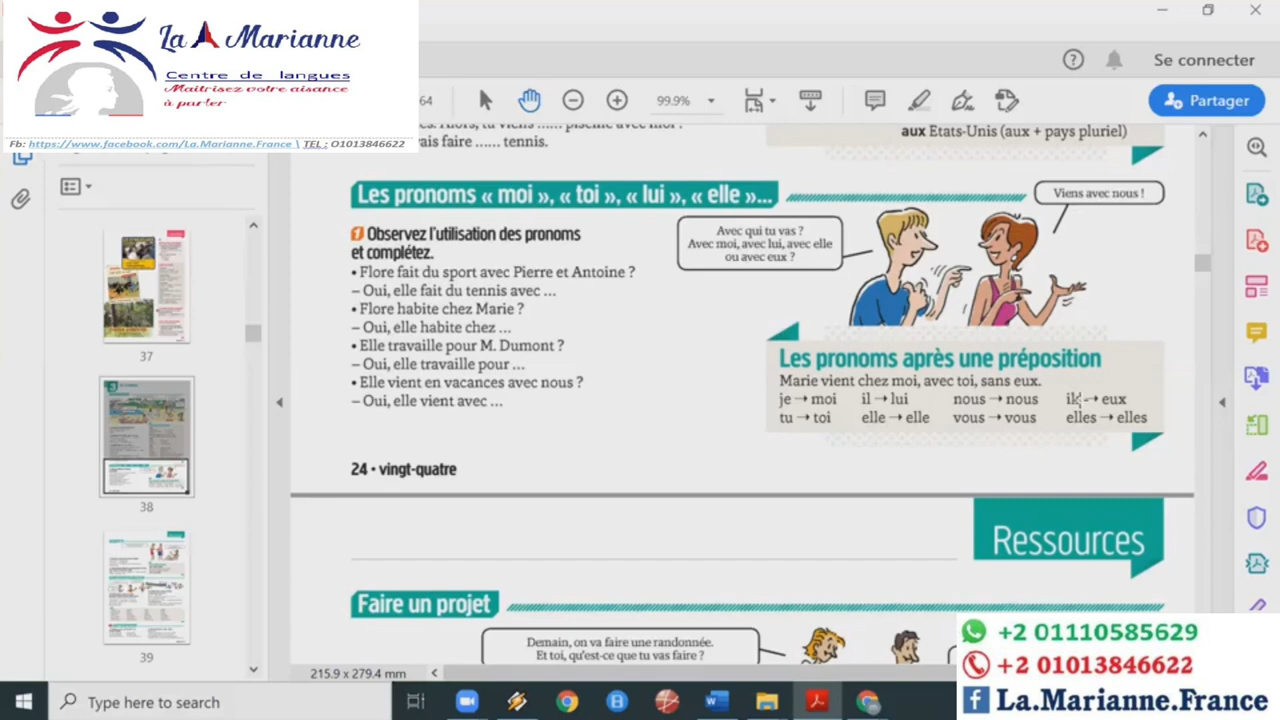 La Marianne
Centre de langues
Maîtrisez votre aisance
à parler
Fb: https://www.facebook.com/La.Marianne.France \ TEL : O1013846622
Se connecter
64
99.9%
Partager
piscine avec moi ?
rais faire ...... tennis.
aux États-Unis (aux + pays pluriel)
Les pronoms « moi », « toi », « lui », « elle »...
Viens avec nous !
Avec qui tu vas ?
Avec moi, avec lui, avec elle
ou avec eux ?
1 Observez l'utilisation des pronoms
et complétez.
• Flore fait du sport avec Pierre et Antoine ?
– Oui, elle fait du tennis avec ...
• Flore habite chez Marie ?
– Oui, elle habite chez ...
• Elle travaille pour M. Dumont ?
– Oui, elle travaille pour ...
• Elle vient en vacances avec nous ?
– Oui, elle vient avec ...
Les pronoms après une préposition
Marie vient chez moi, avec toi, sans eux.
je → moi il → lui nous → nous ils → eux
tu → toi elle → elle vous → vous elles → elles
24 • vingt-quatre
Ressources
Faire un projet
Demain, on va faire une randonnée.
Et toi, qu'est-ce que tu vas faire ?
37
38
39
215.9 x 279.4 mm
+2 01110585629
+2 01013846622
La.Marianne.France
Type here to search